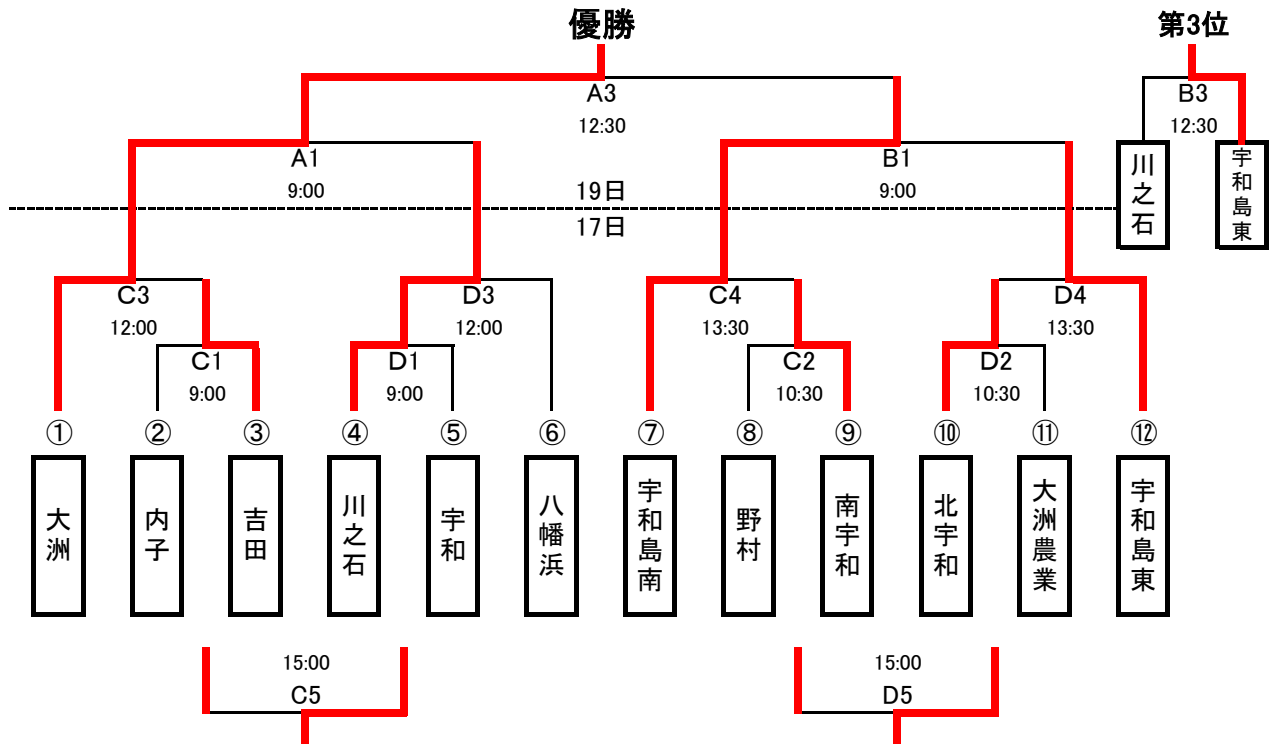 優勝
第3位
A3
12:30
B3
12:30
A1
9:00
B1
9:00
川之石
宇和島東
19日
17日
C3
12:00
D3
12:00
C4
13:30
D4
13:30
C1
9:00
D1
9:00
C2
10:30
D2
10:30
①
②
③
④
⑤
⑥
⑦
⑧
⑨
⑩
⑪
⑫
大洲
内子
吉田
川之石
宇和
八幡浜
宇和島南
野村
南宇和
北宇和
大洲農業
宇和島東
15:00
C5
15:00
D5